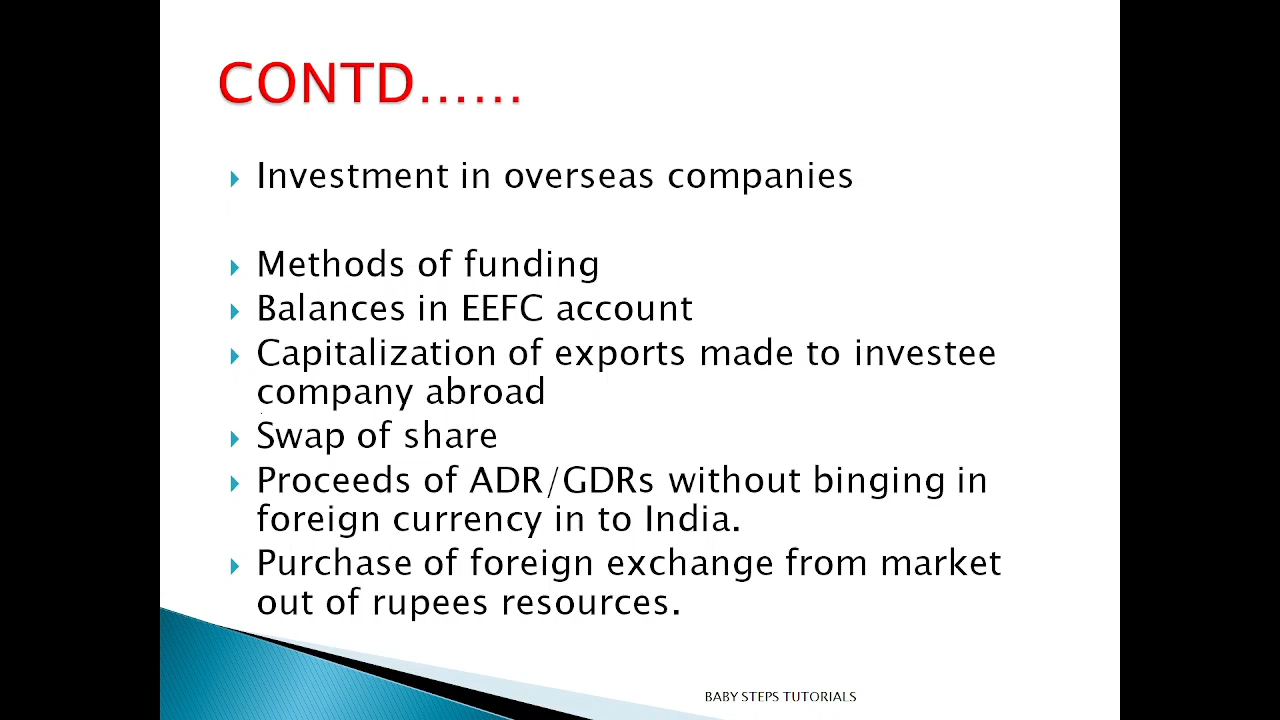 CONTD......
Investment in overseas companies
Methods of funding
Balances in EEFC account
Capitalization of exports made to investee
company abroad
Swap of share
Proceeds of ADR/GDRs without binging in
foreign currency in to India.
Purchase of foreign exchange from market
out of rupees resources.
BABY STEPS TUTORIALS